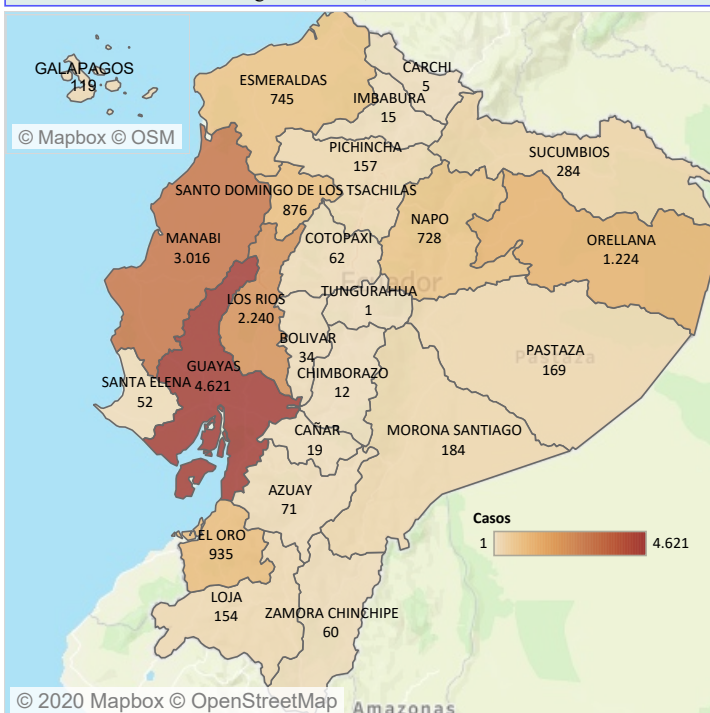 GALAPAGOS
119
© Mapbox © OSM
ESMERALDAS
745
CARCHI
5
IMBABURA
15
PICHINCHA
157
SUCUMBIOS
284
SANTO DOMINGO DE LOS TSACHILAS
876
NAPO
728
MANABI
3.016
COTOPAXI
62
ORELLANA
1.224
Ecuador
TUNGURAHUA
1
LOS RIOS
2.240
BOLIVAR
34
PASTAZA
169
Pastaza
GUAYAS
4.621
CHIMBORAZO
12
SANTA ELENA
52
CAÑAR
19
MORONA SANTIAGO
184
AZUAY
71
Casos
1 4.621
EL ORO
935
LOJA
154
ZAMORA CHINCHIPE
60
© 2020 Mapbox © OpenStreetMap
Amazonas